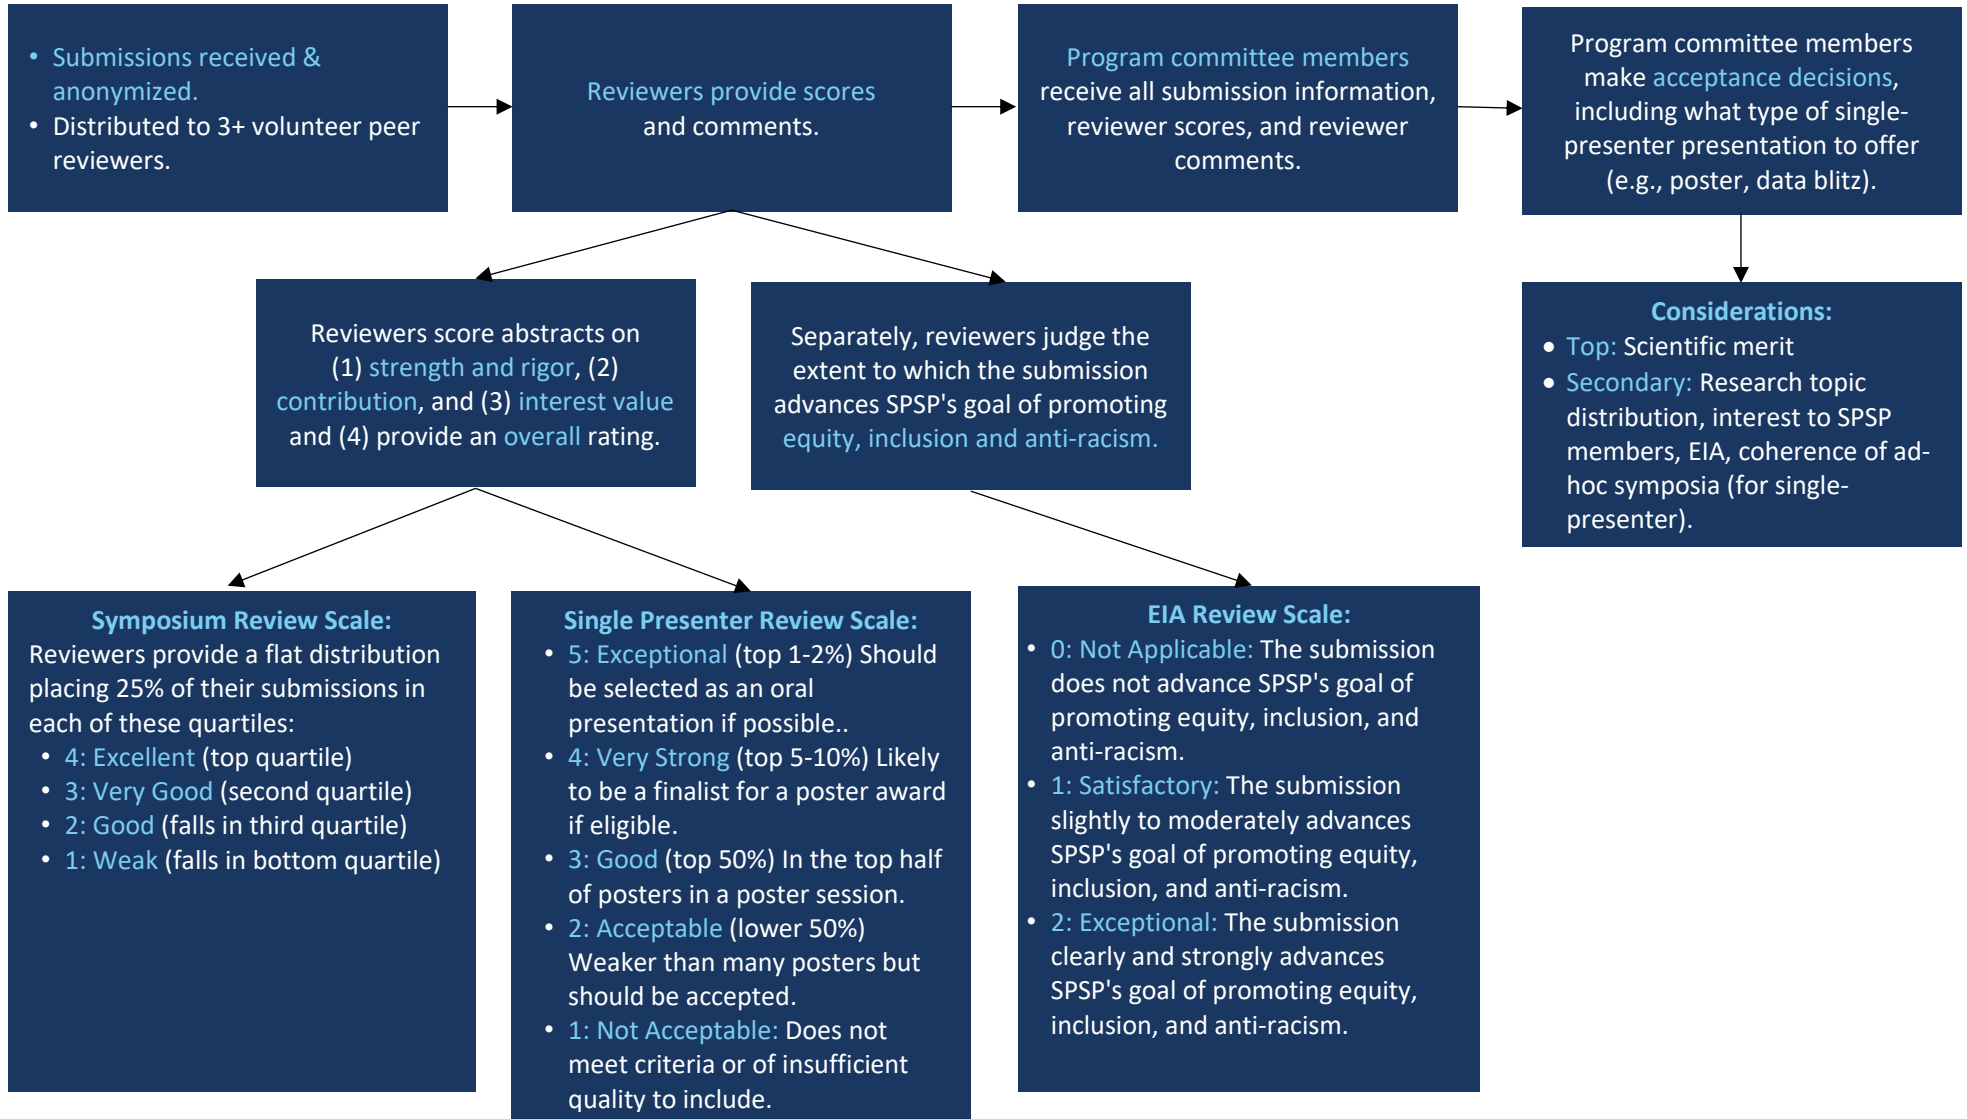 • Submissions received &
anonymized.
• Distributed to 3+ volunteer peer
reviewers.
Reviewers provide scores
and comments.
Program committee members
receive all submission information,
reviewer scores, and reviewer
comments.
Program committee members
make acceptance decisions,
including what type of single-
presenter presentation to offer
(e.g., poster, data blitz).
Reviewers score abstracts on
(1) strength and rigor, (2)
contribution, and (3) interest value
and (4) provide an overall rating.
Separately, reviewers judge the
extent to which the submission
advances SPSP's goal of promoting
equity, inclusion and anti-racism.
Considerations:
• Top: Scientific merit
• Secondary: Research topic
distribution, interest to SPSP
members, EIA, coherence of ad-
hoc symposia (for single-
presenter).
Symposium Review Scale:
Reviewers provide a flat distribution
placing 25% of their submissions in
each of these quartiles:
• 4: Excellent (top quartile)
• 3: Very Good (second quartile)
• 2: Good (falls in third quartile)
• 1: Weak (falls in bottom quartile)
Single Presenter Review Scale:
• 5: Exceptional (top 1-2%) Should
be selected as an oral
presentation if possible..
• 4: Very Strong (top 5-10%) Likely
to be a finalist for a poster award
if eligible.
• 3: Good (top 50%) In the top half
of posters in a poster session.
• 2: Acceptable (lower 50%)
Weaker than many posters but
should be accepted.
• 1: Not Acceptable: Does not
meet criteria or of insufficient
quality to include.
EIA Review Scale:
• 0: Not Applicable: The submission
does not advance SPSP's goal of
promoting equity, inclusion, and
anti-racism.
• 1: Satisfactory: The submission
slightly to moderately advances
SPSP's goal of promoting equity,
inclusion, and anti-racism.
• 2: Exceptional: The submission
clearly and strongly advances
SPSP's goal of promoting equity,
inclusion, and anti-racism.